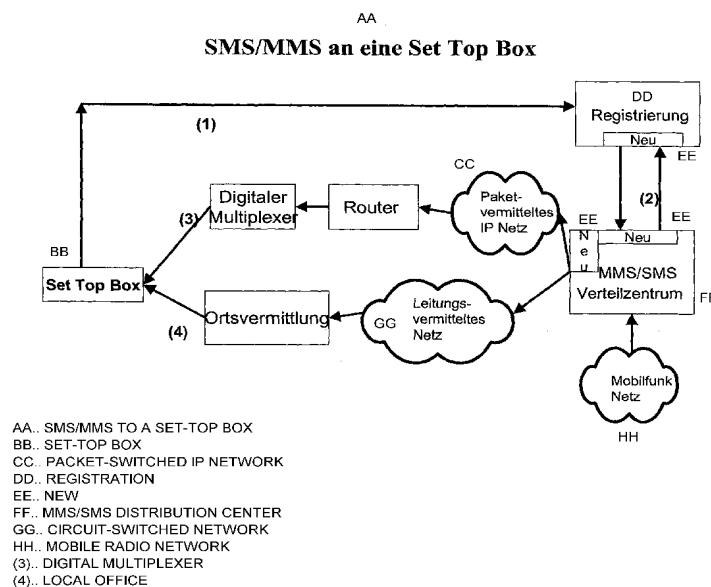 AA
SMS/MMS an eine Set Top Box
DD
Registrierung
Neu
EE
(1)
CC
(2)
Digitaler
Multiplexer
(3)
Router
Paket-
vermitteltes
IP Netz
EE
EE
Neu
Neu
BB
Set Top Box
MMS/SMS
Verteilzentrum
FF
(4)
Ortsvermittlung
GG
Leitungs-
vermitteltes
Netz
Mobilfunk
Netz
HH
AA.. SMS/MMS TO A SET-TOP BOX
BB.. SET-TOP BOX
CC.. PACKET-SWITCHED IP NETWORK
DD.. REGISTRATION
EE.. NEW
FF.. MMS/SMS DISTRIBUTION CENTER
GG.. CIRCUIT-SWITCHED NETWORK
HH.. MOBILE RADIO NETWORK
(3).. DIGITAL MULTIPLEXER
(4).. LOCAL OFFICE